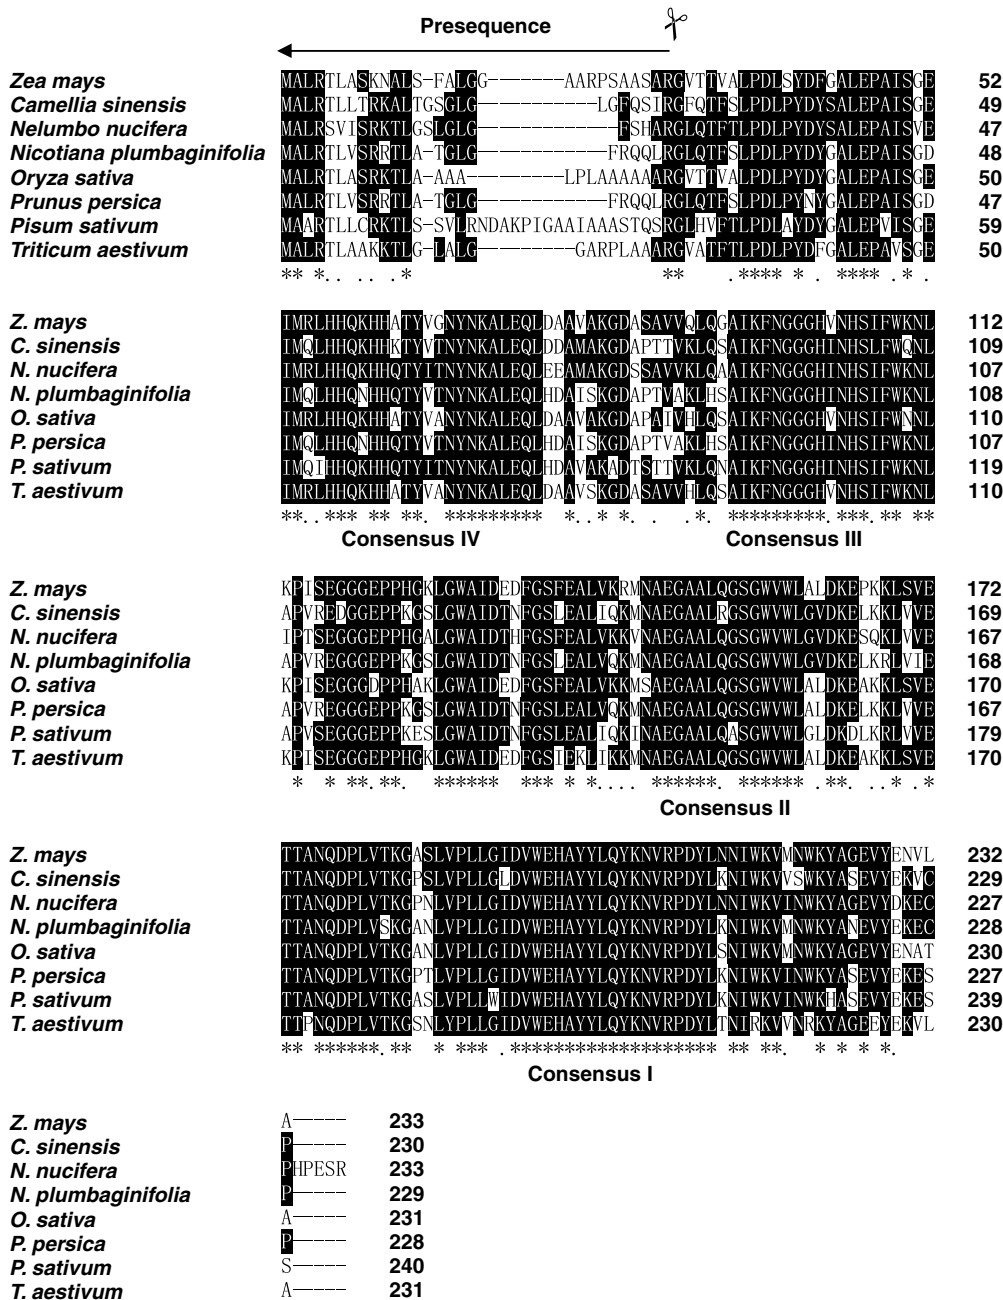 Presequence
Zea mays MALRTLASKNALS-FALGG-------AARPSAASARGVTTVALPDLSYDFGALEPAISGE 52
Camellia sinensis MALRTLLTRKALTGSGLG-----------LGFQSIRGFQTFSLPDLPYDYSALEPAISGE 49
Nelumbo nucifera MALRSVISRKTLGSLGLG-------------FSHARGLQTFTLPDLPYDYSALEPAISVE 47
Nicotiana plumbaginifolia MALRTLVSRRTLA-TGLG------------FRQQLRGLQTFSLPDLPYDYGALEPAISGD 48
Oryza sativa MALRTLASRKTLA-AAA---------LPLAAAAAARGVTTVALPDLPYDYGALEPAISGE 50
Prunus persica MALRTLVSRRTLA-TGLG------------FRQQLRGLQTFSLPDLPYNYGALEPAISGD 47
Pisum sativum MAARTLLCRKTLS-SVLRNDAKPIGAAIAAASTQSRGLHVFTLPDLAYDYGALEPVISGE 59
Triticum aestivum MALRTLAAKKTLG-LALG---------GARPLAAARGVATFTLPDLPYDFGALEPAVSGE 50
** *.. .. .* ** .**** * . **** .* .
Z. mays IMRLHHQKHHATYVGNYNKALEQLDAAVAKGDASAVVQLQGAIKFNGGGHVNHSIFWKNL 112
C. sinensis IMQLHHQKHHKTYVTNYNKALEQLDDAMAKGDAPTTVKLQSAIKFNGGGHINHSLFWQNL 109
N. nucifera IMRLHHQKHHQTYITNYNKALEQLEEAMAKGDSSAVVKLQAAIKFNGGGHINHSIFWKNL 107
N. plumbaginifolia IMQLHHQNHHQTYVTNYNKALEQLHDAISKGDAPTVAKLHSAIKFNGGGHINHSIFWKNL 108
O. sativa IMRLHHQKHHATYVANYNKALEQLDAAVAKGDAPAIVHLQSAIKFNGGGHVNHSIFWNNL 110
P. persica IMQLHHQNHHQTYVTNYNKALEQLHDAISKGDAPTVAKLHSAIKFNGGGHINHSIFWKNL 107
P. sativum IMQIHHQKHHQTYITNYNKALEQLHDAVAKADTSTTVKLQNAIKFNGGGHINHSIFWKNL 119
T. aestivum IMRLHHQKHHATYVANYNKALEQLDAAVSKGDASAVVHLQSAIKFNGGGHVNHSIFWKNL 110
**..*** ** **. ********* *..* *. . .*. *********.***.** **
Consensus IV Consensus III
Z. mays KPISEGGGEPPHGKLGWAIDEDFGSFEALVKRMNAEGAALQGSGWVWLALDKEPKKLSVE 172
C. sinensis APVREDGGEPPKGSLGWAIDTNFGSLEALIQKMNAEGAALRGSGWVWLGVDKELKKLVVE 169
N. nucifera IPTSEGGGEPPHGALGWAIDTHFGSFEALVKKVNAEGAALQGSGWVWLGVDKESQKLVVE 167
N. plumbaginifolia APVREGGGEPPKGSLGWAIDTNFGSLEALVQKMNAEGAALQGSGWVWLGVDKELKRLVIE 168
O. sativa KPISEGGGDPPHAKLGWAIDEDFGSFEALVKKMSAEGAALQGSGWVWLALDKEAKKLSVE 170
P. persica APVREGGGEPPKGSLGWAIDTNFGSLEALVQKMNAEGAALQGSGWVWLALDKELKKLVVE 167
P. sativum APVSEGGGEPPKESLGWAIDTNFGSLEALIQKINAEGAALQASGWVWLGLDKDLKRLVVE 179
T. aestivum KPISEGGGEPPHGKLGWAIDEDFGSIEKLIKKMNAEGAALQGSGWVWLALDKEAKKLSVE 170
* * **.**. ****** *** * *.... ******.******.**. ..* .*
Consensus II
Z. mays TTANQDPLVTKGASLVPLLGIDVWEHAYYLQYKNVRPDYLNNIWKVMNWKYAGEVYENVL 232
C. sinensis TTANQDPLVTKGPSLVPLLGLDVWEHAYYLQYKNVRPDYLKNIWKVVSWKYASEVYEKVC 229
N. nucifera TTANQDPLVTKGPNLVPLLGIDVWEHAYYLQYKNVRPDYLNNIWKVINWKYAGEVYDKEC 227
N. plumbaginifolia TTANQDPLVSKGANLVPLLGIDVWEHAYYLQYKNVRPDYLKNIWKVMNWKYANEVYEKEC 228
O. sativa TTANQDPLVTKGANLVPLLGIDVWEHAYYLQYKNVRPDYLSNIWKVMNWKYAGEVYENAT 230
P. persica TTANQDPLVTKGPTLVPLLGIDVWEHAYYLQYKNVRPDYLKNIWKVINWKYASEVYEKES 227
P. sativum TTANQDPLVTKGASLVPLLWIDVWEHAYYLQYKNVRPDYLKNIWKVINWKHASEVYEKES 239
T. aestivum TTPNQDPLVTKGSNLYPLLGIDVWEHAYYLQYKNVRPDYLTNIRKVVNRKYAGEEYEKVL 230
** ******.** * *** .******************* ** **. * * * *.
Consensus I
Z. mays A----- 233
C. sinensis P----- 230
N. nucifera PHPESR 233
N. plumbaginifolia P----- 229
O. sativa A----- 231
P. persica P----- 228
P. sativum S----- 240
T. aestivum A----- 231